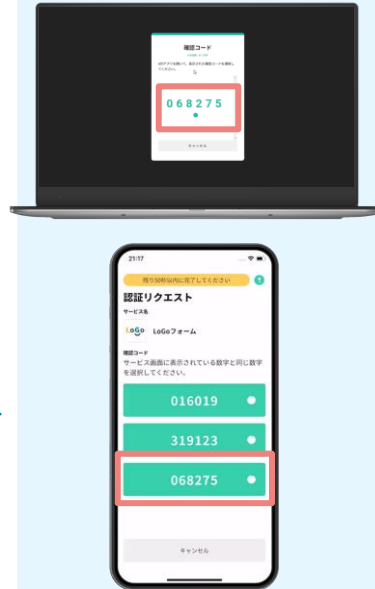 確認コード
068275
キャンセル
21:17
残り50秒以内に完了してください
?
認証リクエスト
サービス名
LoGo
LoGoフォーム
確認コード
サービス画面に表示されている数字と同じ数字
を選択してください。
016019
319123
068275
キャンセル